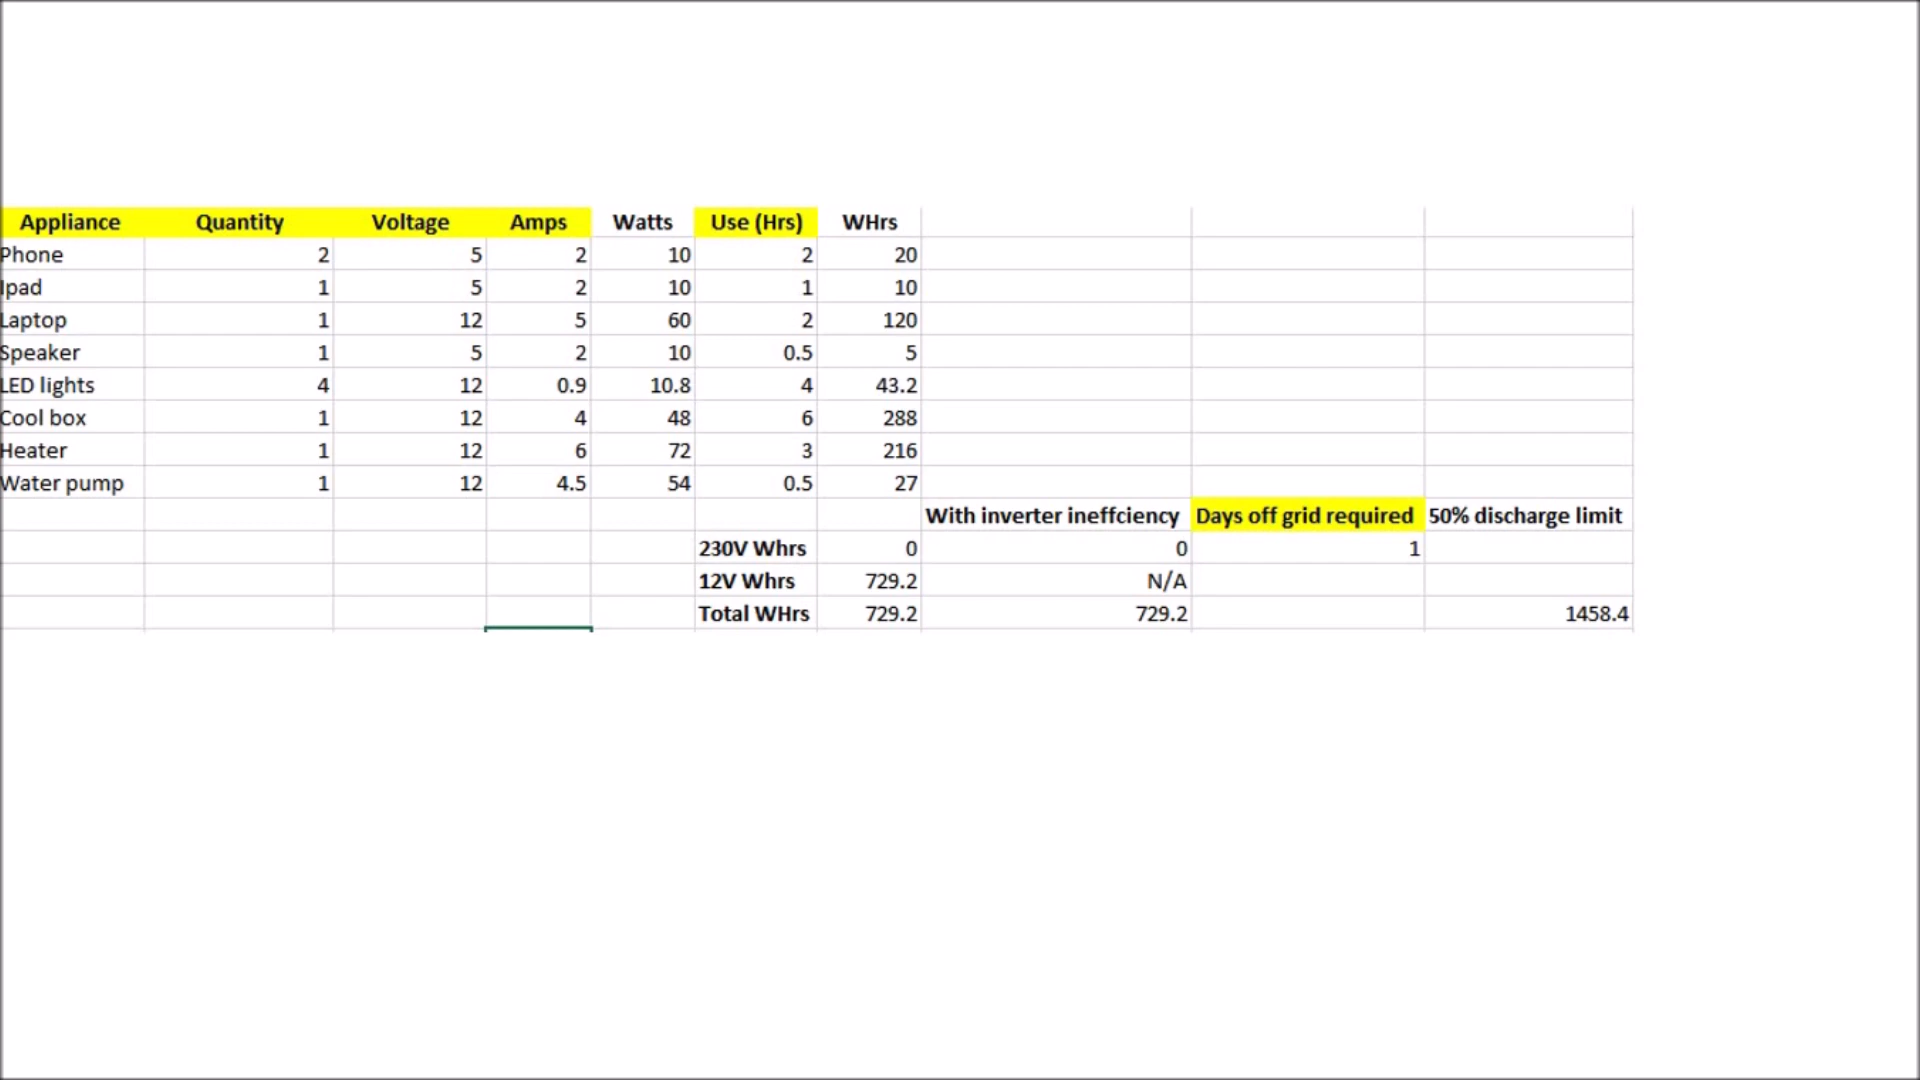 Appliance Quantity Voltage Amps Watts Use (Hrs) WHrs
Phone 2 5 2 10 2 20
Ipad 1 5 2 10 1 10
Laptop 1 12 5 60 2 120
Speaker 1 5 2 10 0.5 5
LED lights 4 12 0.9 10.8 4 43.2
Cool box 1 12 4 48 6 288
Heater 1 12 6 72 3 216
Water pump 1 12 4.5 54 0.5 27
With inverter ineffciency Days off grid required 50% discharge limit
230V Whrs 0 0 1
12V Whrs 729.2 N/A
Total WHrs 729.2 729.2 1458.4